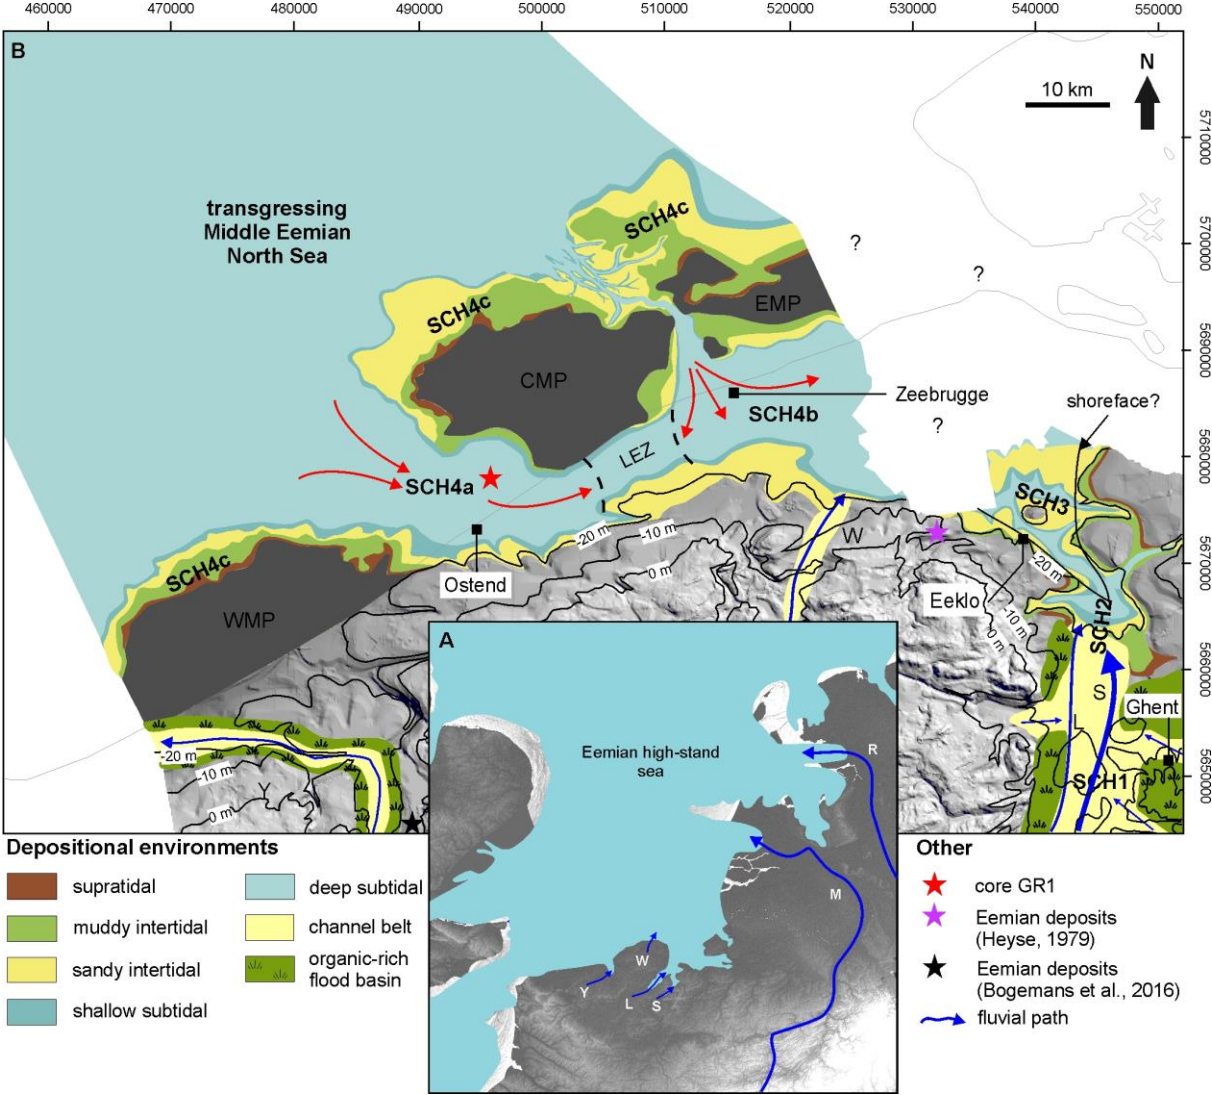 460000 470000 480000 490000 500000 510000 520000 530000 540000 550000
B
N
10 km
5710000
transgressing
Middle Eemian
North Sea
SCH4c
?
5700000
?
EMP
SCH4c
5690000
CMP
Zeebrugge
shoreface?
SCH4b
?
LEZ
5680000
SCH4a
SCH3
-20 m
-10 m
W
Ostend
0 m
-20 m
5670000
SCH4c
Eeklo
-10 m
WMP
0 m
SCH2
5660000
S
L
Ghent
-20 m
-10 m
Y
0 m
SCH1
5650000
A
Eemian high-stand
sea
R
M
W
Y
L
S
Depositional environments
supratidal
muddy intertidal
sandy intertidal
shallow subtidal
deep subtidal
channel belt
organic-rich
flood basin
Other
core GR1
Eemian deposits
(Heyse, 1979)
Eemian deposits
(Bogemans et al., 2016)
fluvial path